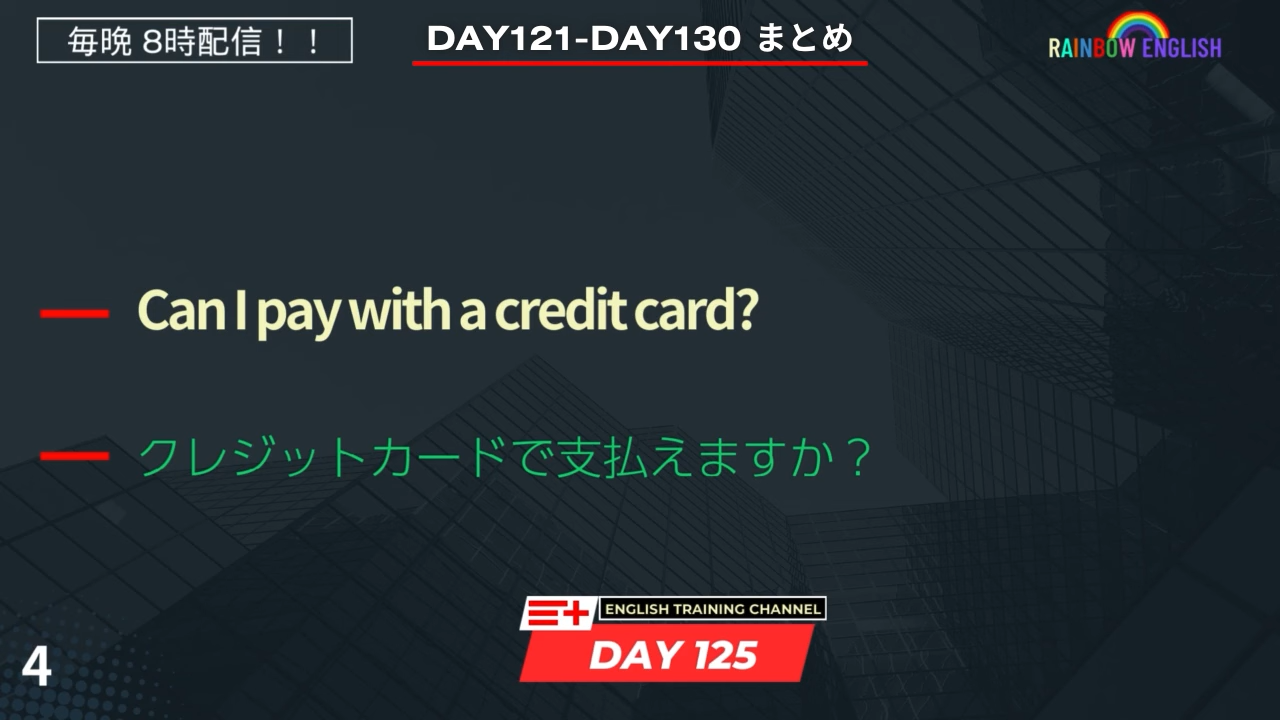 毎晩 8時配信！！
DAY121-DAY130 まとめ
RAINBOW ENGLISH
Can I pay with a credit card?
クレジットカードで支払えますか？
ENGLISH TRAINING CHANNEL
DAY 125
4